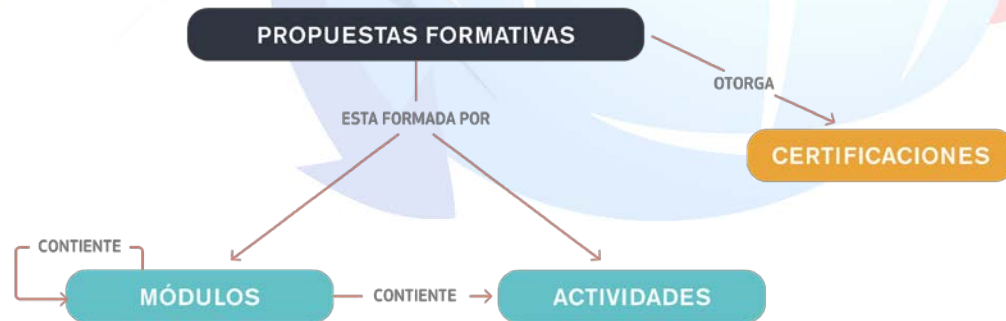 PROPUESTAS FORMATIVAS
OTORGA
ESTA FORMADA POR
CERTIFICACIONES
CONTIENTE
MÓDULOS
CONTIENTE
ACTIVIDADES